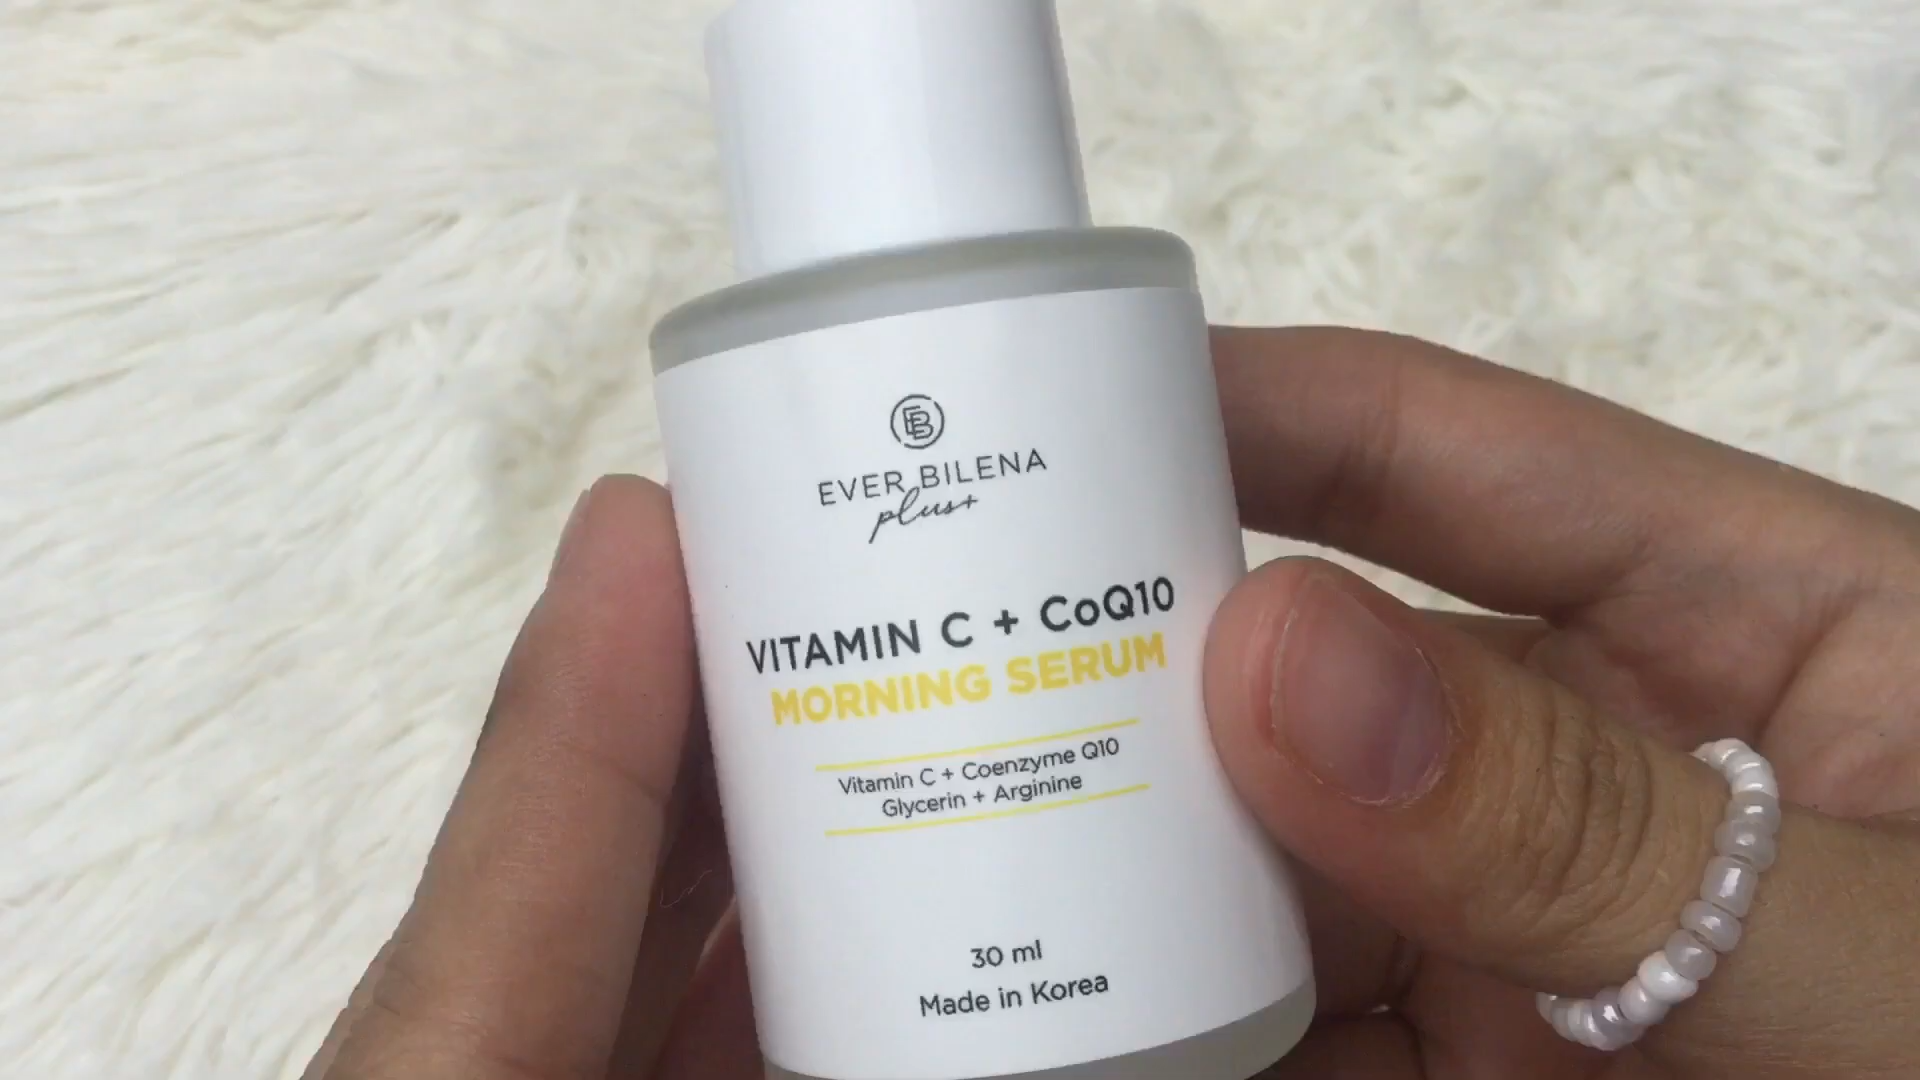 EB
EVER BILENA
plus+
VITAMIN C + CoQ10
MORNING SERUM
Vitamin C + Coenzyme Q10
Glycerin + Arginine
30 ml
Made in Korea